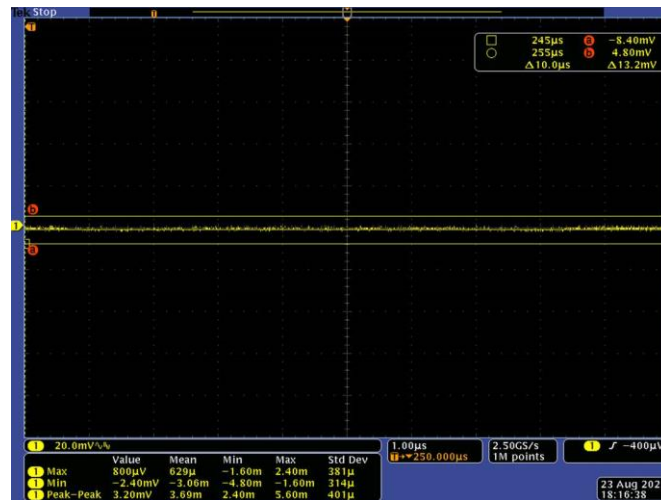 Tek Stop
T
T
245µs a -8.40mV
255µs b 4.80mV
Δ10.0µs Δ13.2mV
b
1
a
1 20.0mV
1.00µs
T→▼250.000µs
2.50GS/s
1M points
1 -400µV
Value Mean Min Max Std Dev
1 Max 800µV 629µ -1.60m 2.40m 381µ
1 Min -2.40mV -3.06m -4.80m -1.60m 314µ
1 Peak-Peak 3.20mV 3.69m 2.40m 5.60m 401µ
23 Aug 202
18:16:38